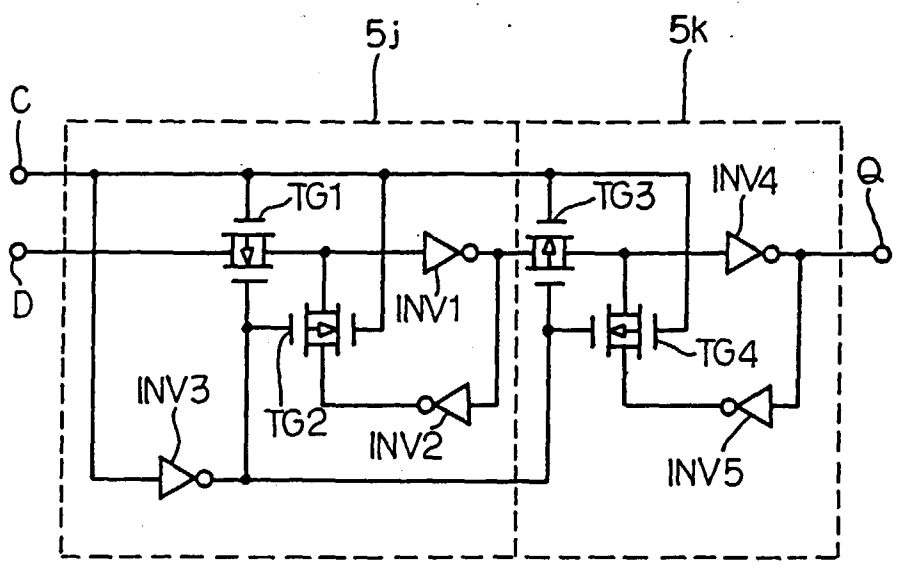 5j
5k
C
TG1
TG3
INV4
Q
D
INV1
TG4
INV3
TG2
INV2
INV5